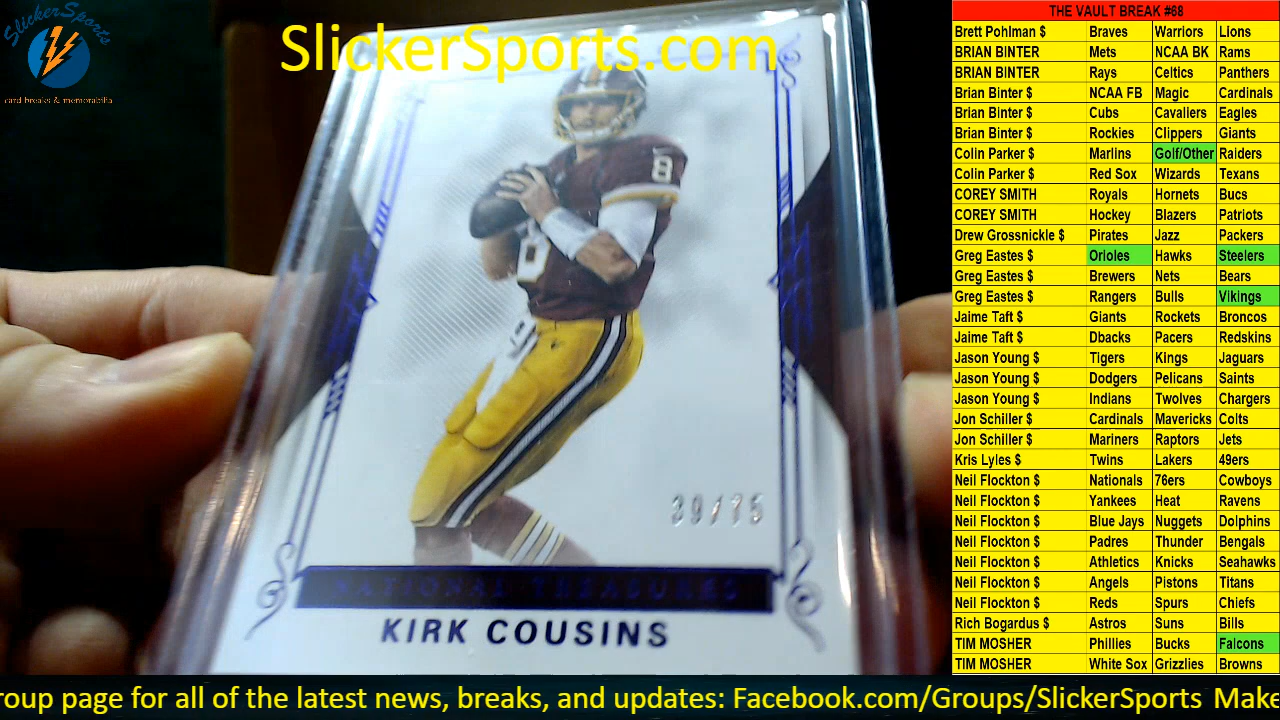 SlickerSports
card breaks & memorabilia
SlickerSports.com
8
8
39/75
NATIONAL TREASURES
KIRK COUSINS
THE VAULT BREAK #68
Brett Pohlman $ Braves Warriors Lions
BRIAN BINTER Mets NCAA BK Rams
BRIAN BINTER Rays Celtics Panthers
Brian Binter $ NCAA FB Magic Cardinals
Brian Binter $ Cubs Cavaliers Eagles
Brian Binter $ Rockies Clippers Giants
Colin Parker $ Marlins Golf/Other Raiders
Colin Parker $ Red Sox Wizards Texans
COREY SMITH Royals Hornets Bucs
COREY SMITH Hockey Blazers Patriots
Drew Grossnickle $ Pirates Jazz Packers
Greg Eastes $ Orioles Hawks Steelers
Greg Eastes $ Brewers Nets Bears
Greg Eastes $ Rangers Bulls Vikings
Jaime Taft $ Giants Rockets Broncos
Jaime Taft $ Dbacks Pacers Redskins
Jason Young $ Tigers Kings Jaguars
Jason Young $ Dodgers Pelicans Saints
Jason Young $ Indians Twolves Chargers
Jon Schiller $ Cardinals Mavericks Colts
Jon Schiller $ Mariners Raptors Jets
Kris Lyles $ Twins Lakers 49ers
Neil Flockton $ Nationals 76ers Cowboys
Neil Flockton $ Yankees Heat Ravens
Neil Flockton $ Blue Jays Nuggets Dolphins
Neil Flockton $ Padres Thunder Bengals
Neil Flockton $ Athletics Knicks Seahawks
Neil Flockton $ Angels Pistons Titans
Neil Flockton $ Reds Spurs Chiefs
Rich Bogardus $ Astros Suns Bills
TIM MOSHER Phillies Bucks Falcons
TIM MOSHER White Sox Grizzlies Browns
roup page for all of the latest news, breaks, and updates: Facebook.com/Groups/SlickerSports Make